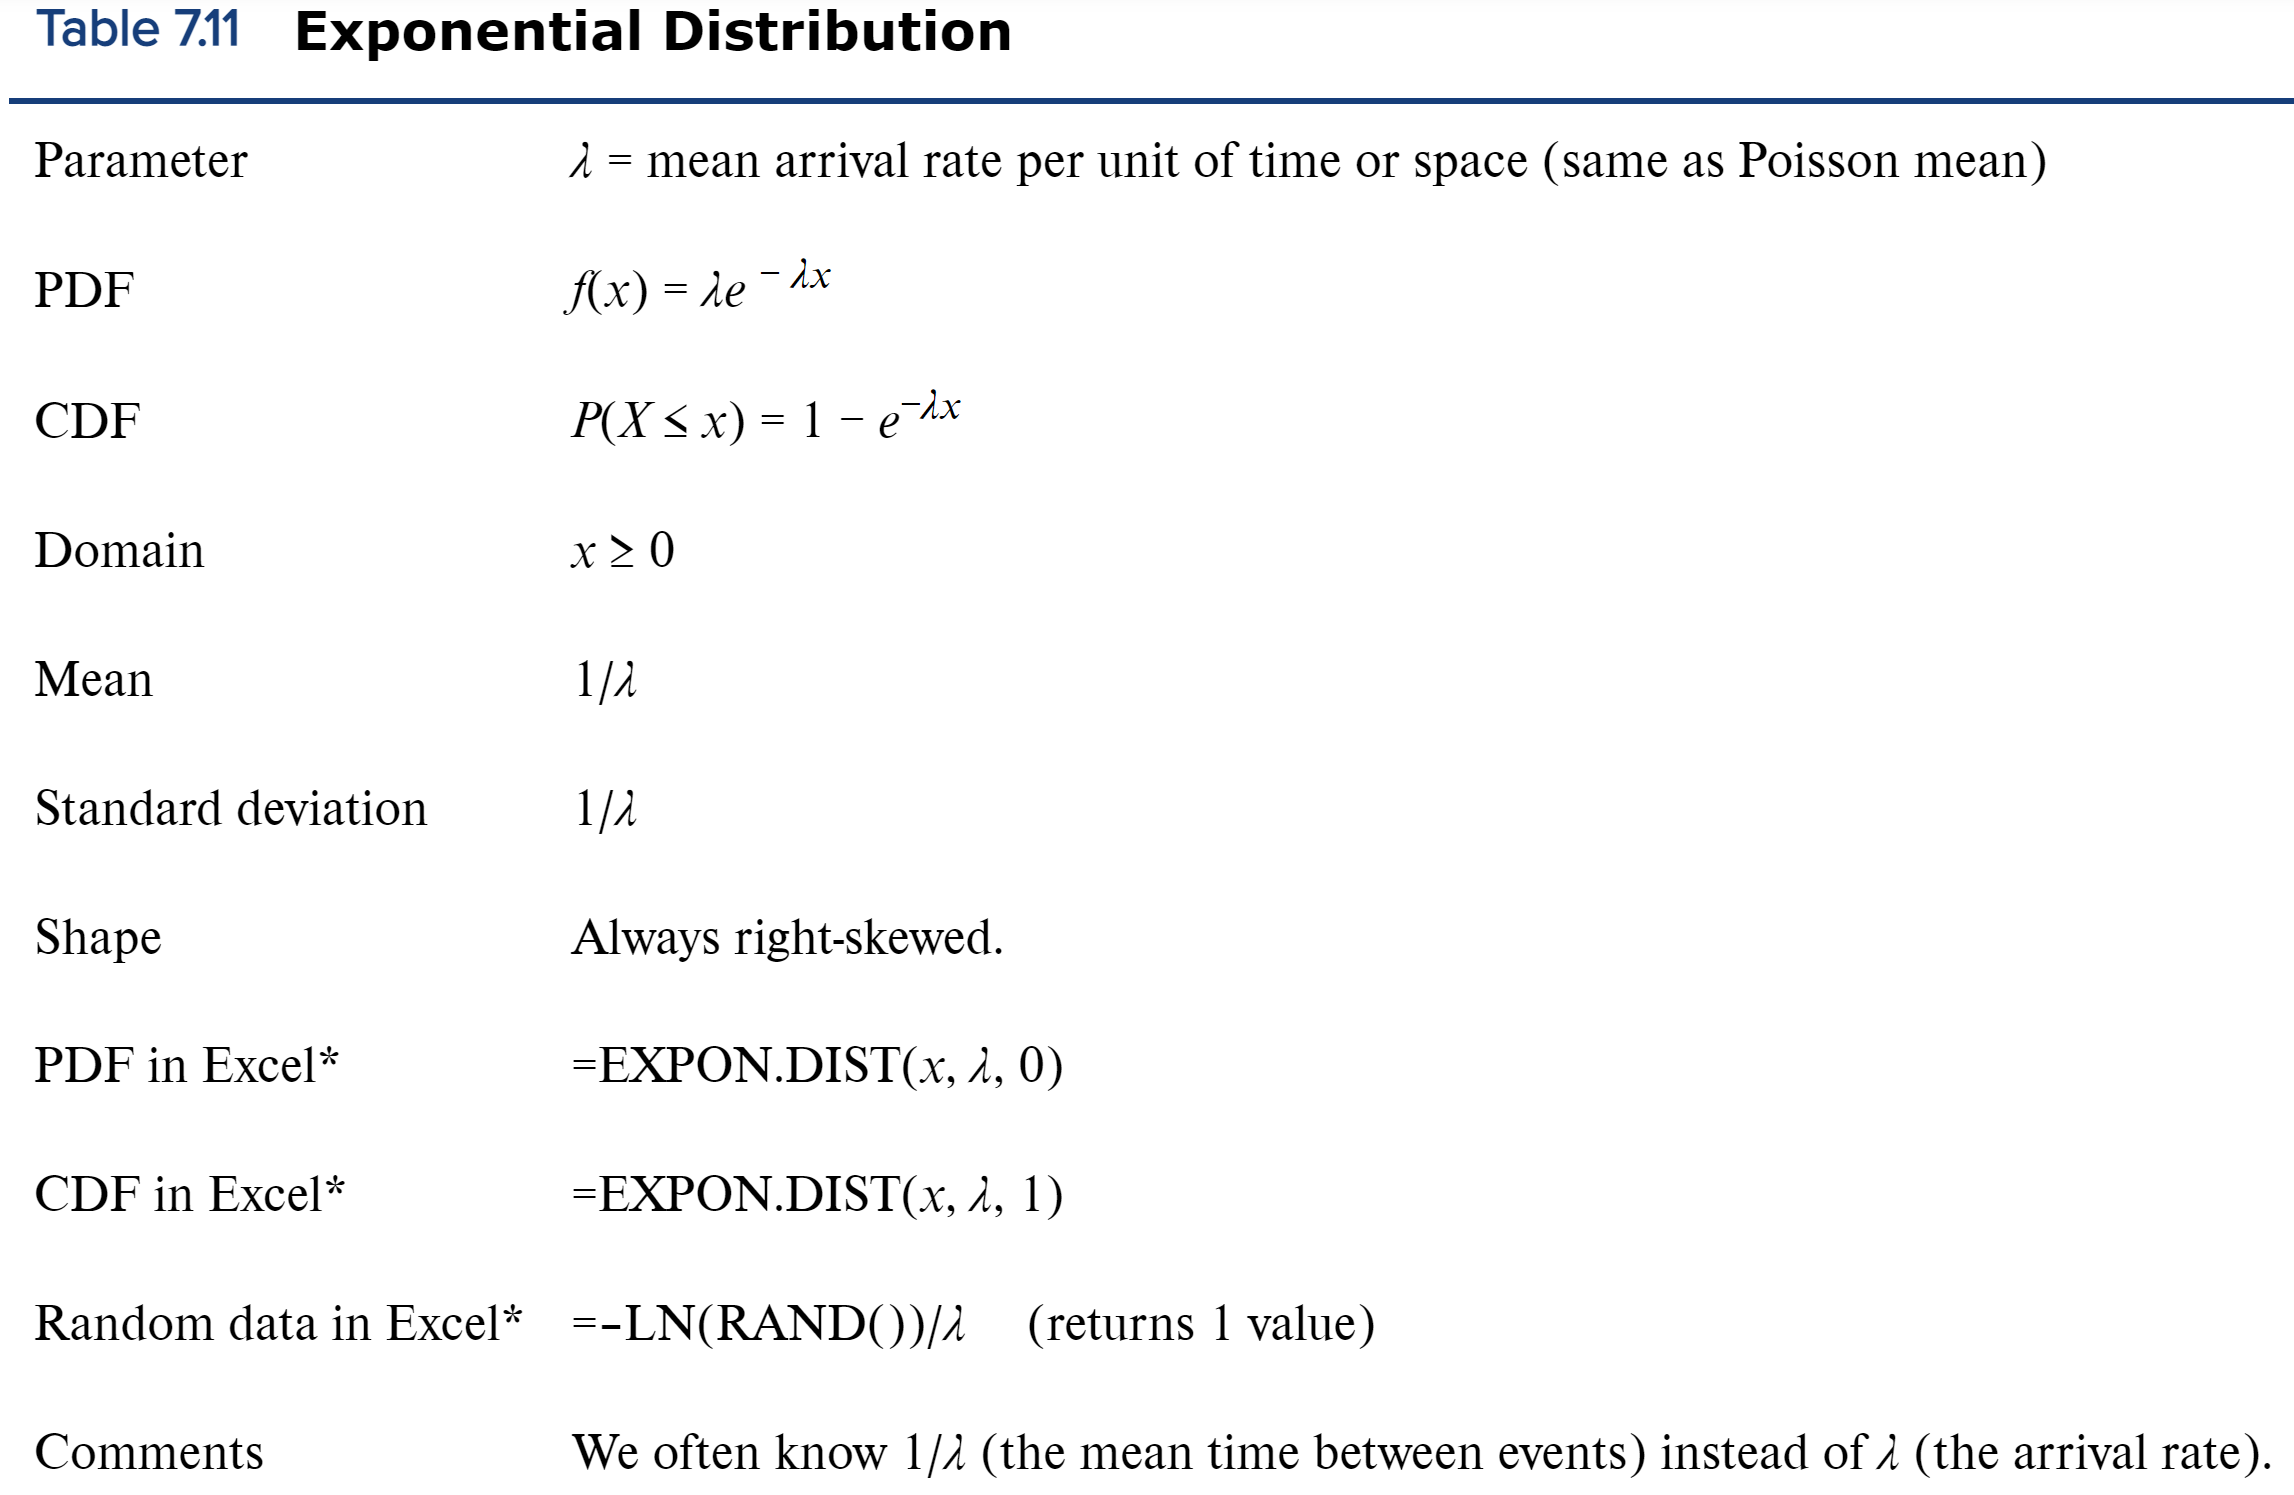 Table 7.11 Exponential Distribution
Parameter λ = mean arrival rate per unit of time or space (same as Poisson mean)
PDF f(x) = λe^{− λx}
CDF P(X ≤ x) = 1 − e^{−λx}
Domain x ≥ 0
Mean 1/λ
Standard deviation 1/λ
Shape Always right-skewed.
PDF in Excel* =EXPON.DIST(x, λ, 0)
CDF in Excel* =EXPON.DIST(x, λ, 1)
Random data in Excel* =-LN(RAND())/λ (returns 1 value)
Comments We often know 1/λ (the mean time between events) instead of λ (the arrival rate).